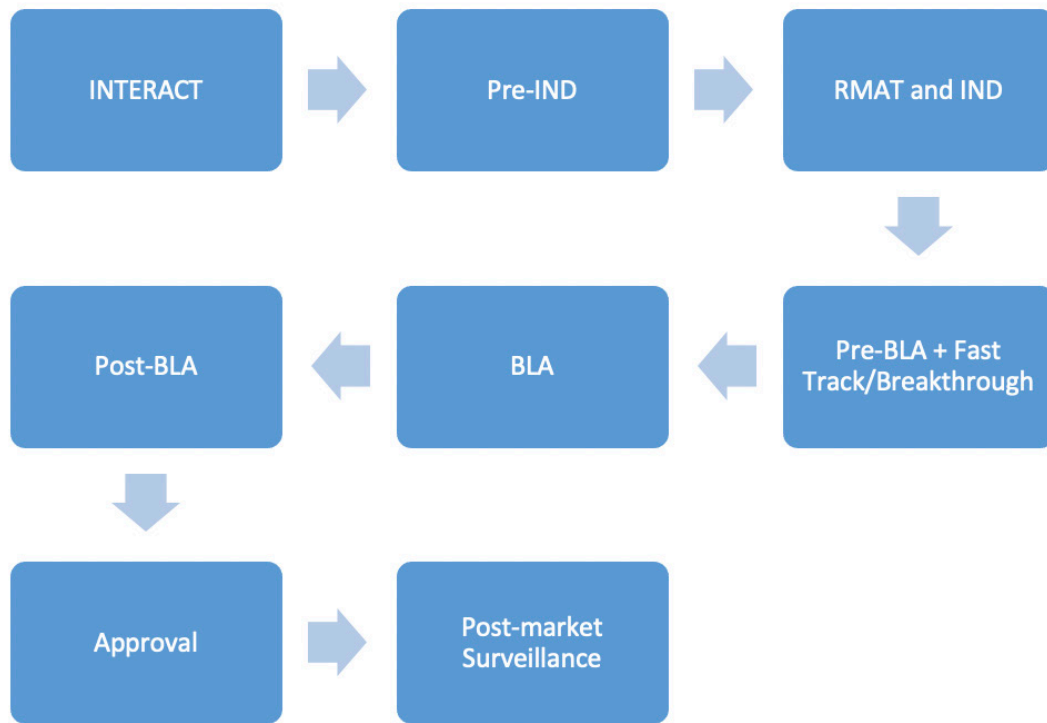 INTERACT
Pre-IND
RMAT and IND
Pre-BLA + Fast
Track/Breakthrough
BLA
Post-BLA
Approval
Post-market
Surveillance